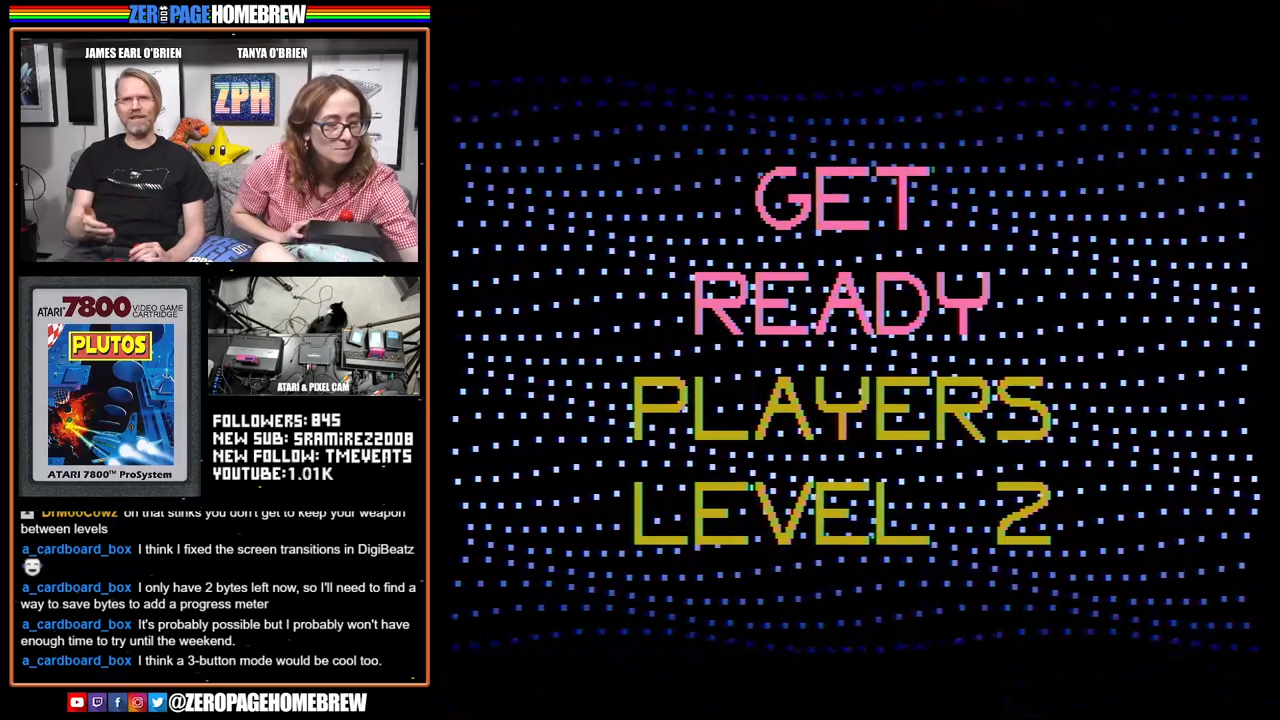 ZEROPAGE HOMEBREW
JAMES EARL O'BRIEN
TANYA O'BRIEN
ZPH
ATARI 7800 VIDEO GAME CARTRIDGE
PLUTOS
ATARI 7800™ ProSystem
ATARI & PIXEL CAM
FOLLOWERS: 845
NEW SUB: SRAMIREZ2008
NEW FOLLOW: TMEYEATS
YOUTUBE:1.01K
DrMooCowz oh that stinks you don't get to keep your weapon
between levels
a_cardboard_box I think I fixed the screen transitions in DigiBeatz
a_cardboard_box I only have 2 bytes left now, so I'll need to find a
way to save bytes to add a progress meter
a_cardboard_box It's probably possible but I probably won't have
enough time to try until the weekend.
a_cardboard_box I think a 3-button mode would be cool too.
@ZEROPAGEHOMEBREW
GET
READY
PLAYERS
LEVEL 2